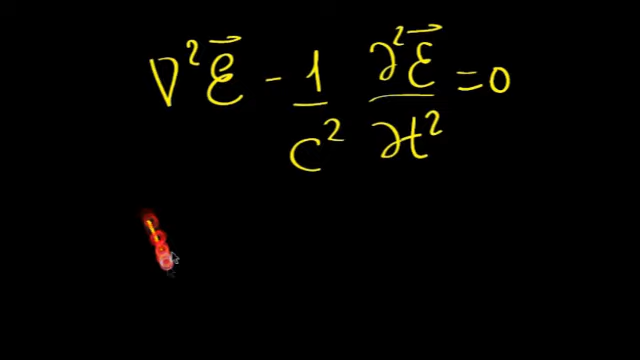 ∇²E⃗ - 1/c² ∂²E⃗/∂t² = 0